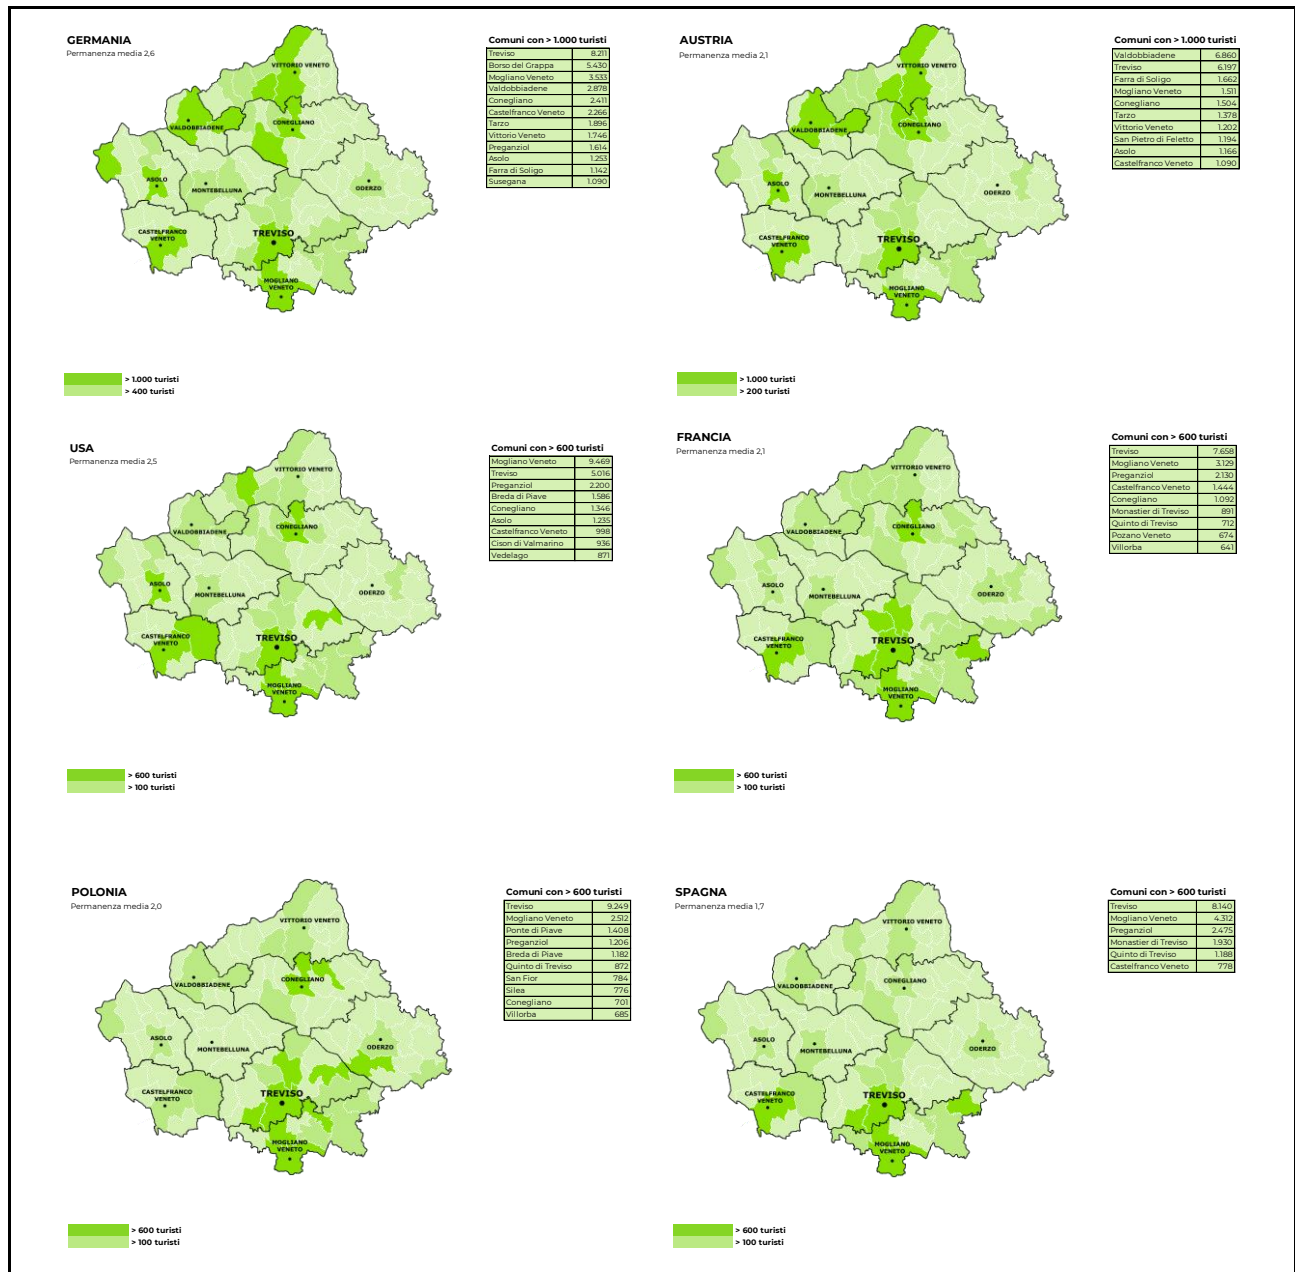 GERMANIA
Permanenza media 2,6
VITTORIO VENETO
VALDOBBIADENE
CONEGLIANO
ASOLO
MONTEBELLUNA
ODERZO
CASTELFRANCO
VENETO
TREVISO
MOGLIANO
VENETO
Comuni con > 1.000 turisti
Treviso 8.211
Borso del Grappa 5.430
Mogliano Veneto 3.533
Valdobbiadene 2.878
Conegliano 2.411
Castelfranco Veneto 2.266
Tarzo 1.896
Vittorio Veneto 1.746
Preganziol 1.614
Asolo 1.253
Farra di Soligo 1.142
Susegana 1.090
> 1.000 turisti
> 400 turisti
AUSTRIA
Permanenza media 2,1
VITTORIO VENETO
VALDOBBIADENE
CONEGLIANO
ASOLO
MONTEBELLUNA
ODERZO
CASTELFRANCO
VENETO
TREVISO
MOGLIANO
VENETO
Comuni con > 1.000 turisti
Valdobbiadene 6.860
Treviso 6.197
Farra di Soligo 1.662
Mogliano Veneto 1.511
Conegliano 1.504
Tarzo 1.378
Vittorio Veneto 1.202
San Pietro di Feletto 1.194
Asolo 1.166
Castelfranco Veneto 1.090
> 1.000 turisti
> 200 turisti
USA
Permanenza media 2,5
VITTORIO VENETO
VALDOBBIADENE
CONEGLIANO
ASOLO
MONTEBELLUNA
ODERZO
CASTELFRANCO
VENETO
TREVISO
MOGLIANO
VENETO
Comuni con > 600 turisti
Mogliano Veneto 9.469
Treviso 5.016
Preganziol 2.200
Breda di Piave 1.586
Conegliano 1.346
Asolo 1.235
Castelfranco Veneto 998
Cison di Valmarino 936
Vedelago 871
> 600 turisti
> 100 turisti
FRANCIA
Permanenza media 2,1
VITTORIO VENETO
VALDOBBIADENE
CONEGLIANO
ASOLO
MONTEBELLUNA
ODERZO
CASTELFRANCO
VENETO
TREVISO
MOGLIANO
VENETO
Comuni con > 600 turisti
Treviso 7.658
Mogliano Veneto 3.129
Preganziol 2.130
Castelfranco Veneto 1.444
Conegliano 1.092
Monastier di Treviso 891
Quinto di Treviso 712
Pozano Veneto 674
Villorba 641
> 600 turisti
> 100 turisti
POLONIA
Permanenza media 2,0
VITTORIO VENETO
VALDOBBIADENE
CONEGLIANO
ASOLO
MONTEBELLUNA
ODERZO
CASTELFRANCO
VENETO
TREVISO
MOGLIANO
VENETO
Comuni con > 600 turisti
Treviso 9.249
Mogliano Veneto 2.512
Ponte di Piave 1.408
Preganziol 1.206
Breda di Piave 1.182
Quinto di Treviso 872
San Fior 784
Silea 776
Conegliano 701
Villorba 685
> 600 turisti
> 100 turisti
SPAGNA
Permanenza media 1,7
VITTORIO VENETO
VALDOBBIADENE
CONEGLIANO
ASOLO
MONTEBELLUNA
ODERZO
CASTELFRANCO
VENETO
TREVISO
MOGLIANO
VENETO
Comuni con > 600 turisti
Treviso 8.140
Mogliano Veneto 4.312
Preganziol 2.475
Monastier di Treviso 1.930
Quinto di Treviso 1.188
Castelfranco Veneto 778
> 600 turisti
> 100 turisti